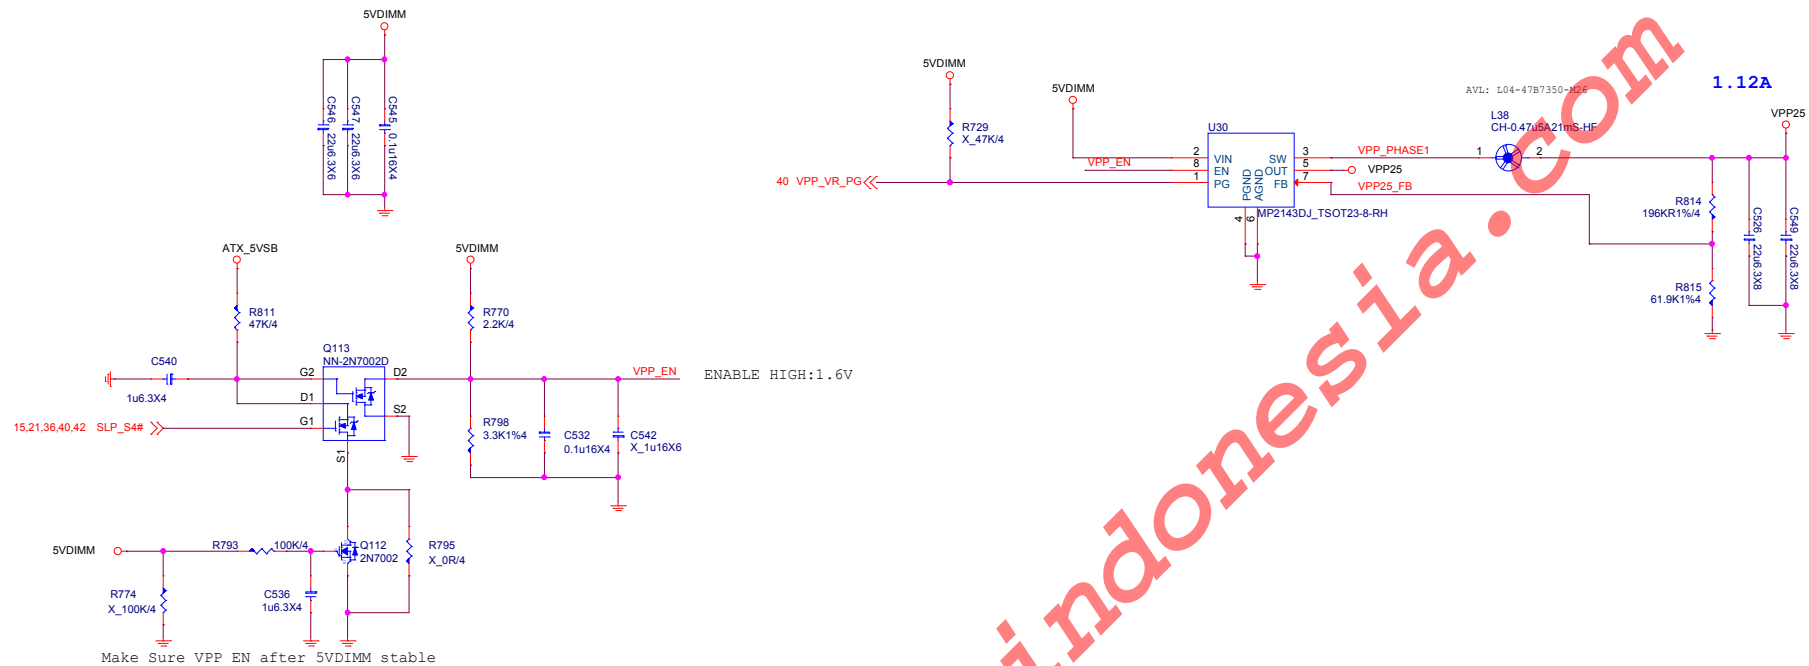 5VDIMM
C546 22u6.3X6
C547 22u6.3X6
C545 0.1u16X4
5VDIMM
R729
X_47K/4
5VDIMM
VPP_EN
40 VPP_VR_PG
U30
2 VIN
8 EN
1 PG
SW 3
OUT 5
FB 7
PGND
AGND
4
6
MP2143DJ_TSOT23-8-RH
VPP_PHASE1
VPP25
VPP25_FB
AVL: L04-47B7350-M26
L38
CH-0.47u5A21mS-HF
1
2
1.12A
VPP25
R814
196KR1%/4
R815
61.9K1%4
C526 22u6.3X8
C549 22u6.3X8
ATX_5VSB
R811
47K/4
5VDIMM
R770
2.2K/4
C540
1u6.3X4
Q113
NN-2N7002D
G2
D1
G1
D2
S2
S1
15,21,36,40,42 SLP_S4#
VPP_EN
ENABLE HIGH:1.6V
R798
3.3K1%4
C532
0.1u16X4
C542
X_1u16X6
5VDIMM
R793 100K/4
Q112
2N7002
R795
X_0R/4
R774
X_100K/4
C536
1u6.3X4
Make Sure VPP EN after 5VDIMM stable
indonesia.com